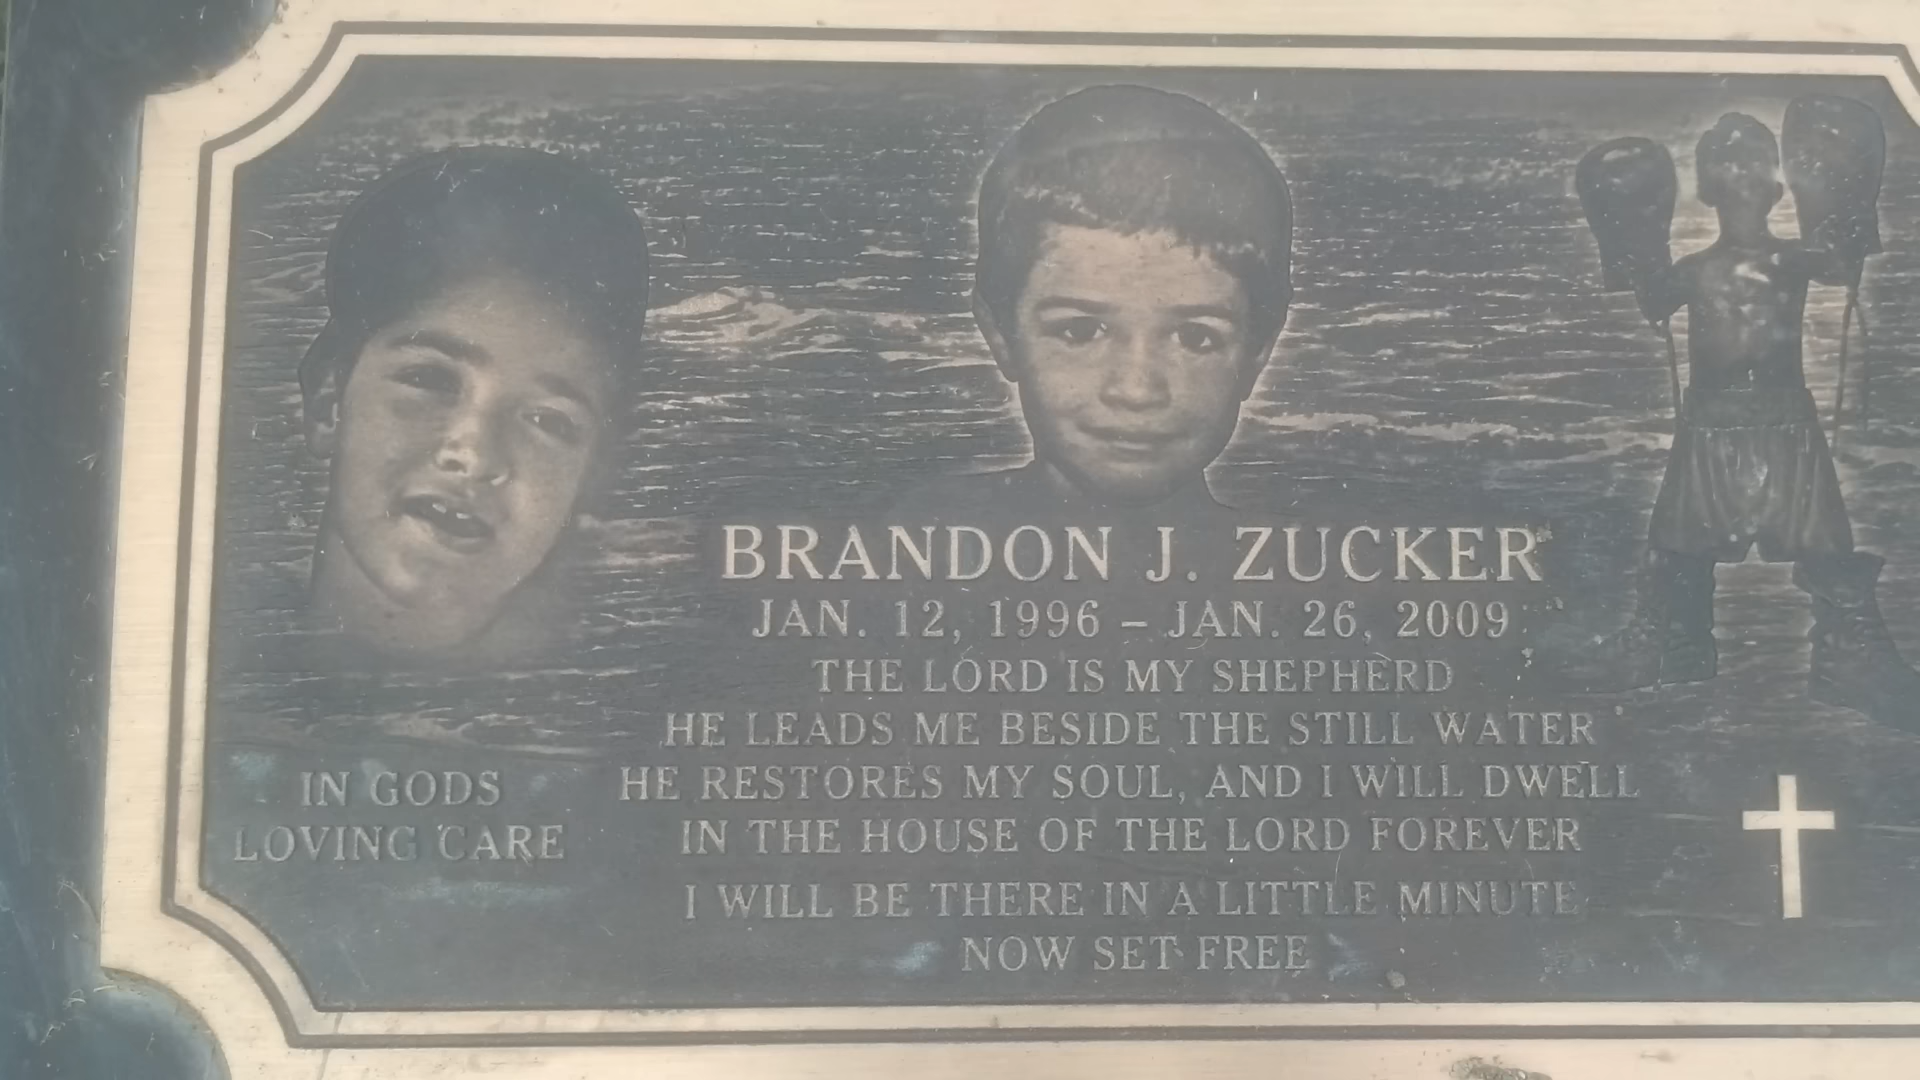 BRANDON J. ZUCKER
JAN. 12, 1996 – JAN. 26, 2009
THE LORD IS MY SHEPHERD
HE LEADS ME BESIDE THE STILL WATER
HE RESTORES MY SOUL, AND I WILL DWELL
IN THE HOUSE OF THE LORD FOREVER
I WILL BE THERE IN A LITTLE MINUTE
NOW SET FREE
IN GODS
LOVING CARE